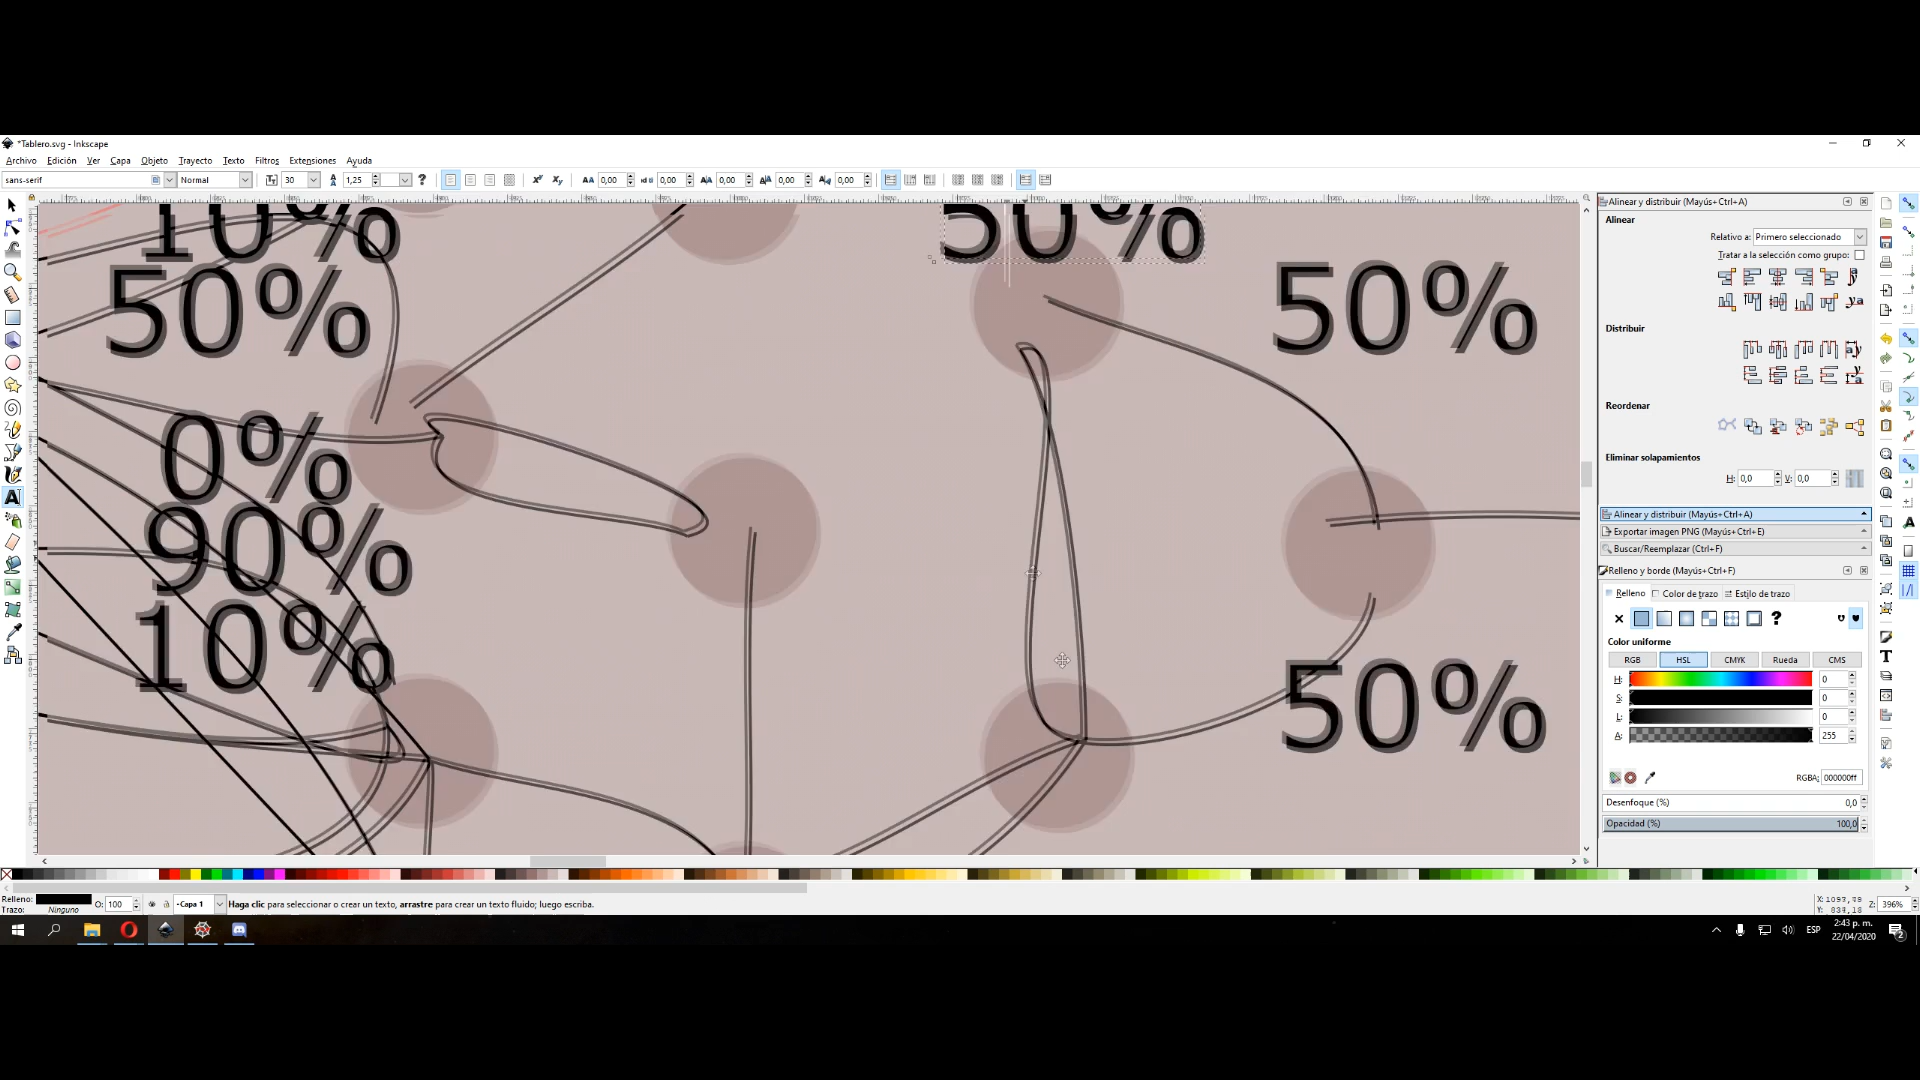 *Tablero.svg - Inkscape
Archivo Edición Ver Capa Objeto Trayecto Texto Filtros Extensiones Ayuda
sans-serif Normal 30 1,25 0,00 0,00 0,00 0,00 0,00
10%
50%
0%
90%
10%
50%
50%
50%
Alinear y distribuir (Mayús+Ctrl+A)
Alinear
Relativo a: Primero seleccionado
Tratar a la selección como grupo:
Distribuir
Reordenar
Eliminar solapamientos
H: 0,0 V: 0,0
Alinear y distribuir (Mayús+Ctrl+A)
Exportar imagen PNG (Mayús+Ctrl+E)
Buscar/Reemplazar (Ctrl+F)
Relleno y borde (Mayús+Ctrl+F)
Relleno Color de trazo Estilo de trazo
Color uniforme
RGB HSL CMYK Rueda CMS
H: 0
S: 0
L: 0
A: 255
RGBA: 000000ff
Desenfoque (%) 0,0
Opacidad (%) 100,0
Relleno:
Trazo: Ninguno
O: 100
Capa 1
Haga clic para seleccionar o crear un texto, arrastre para crear un texto fluido; luego escriba.
Z: 396%
ESP
2:43 p. m.
22/04/2020
2